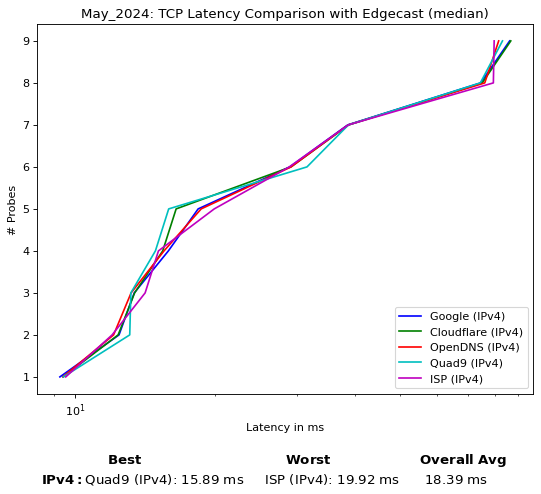 May_2024: TCP Latency Comparison with Edgecast (median)
9
8
7
6
5
4
3
2
1
# Probes
Google (IPv4)
Cloudflare (IPv4)
OpenDNS (IPv4)
Quad9 (IPv4)
ISP (IPv4)
10¹
Latency in ms
Best Worst Overall Avg
IPv4: Quad9 (IPv4): 15.89 ms ISP (IPv4): 19.92 ms 18.39 ms